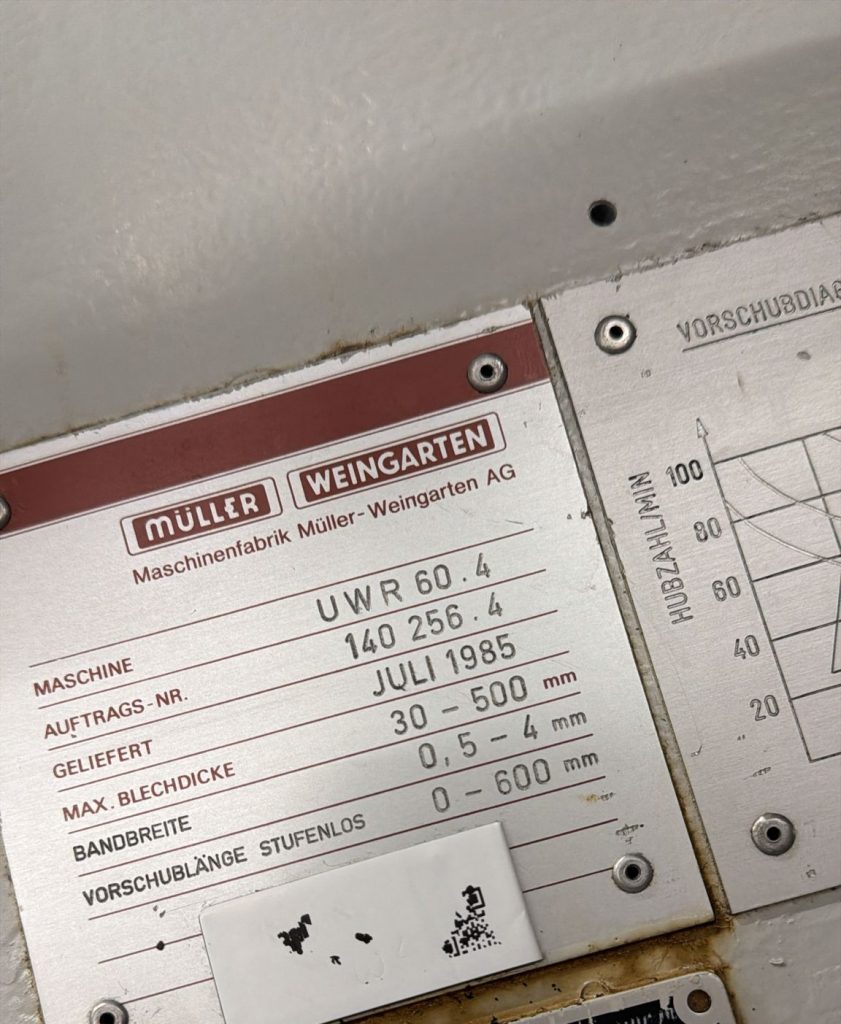 MÜLLER WEINGARTEN
Maschinenfabrik Müller-Weingarten AG
MASCHINE UWR 60.4
AUFTRAGS-NR. 140 256.4
GELIEFERT JULI 1985
MAX. BLECHDICKE 30 – 500 mm
BANDBREITE 0,5 – 4 mm
VORSCHUBLÄNGE STUFENLOS 0 – 600 mm
VORSCHUBDIAG
HUBZAHL/MIN
100
80
60
40
20